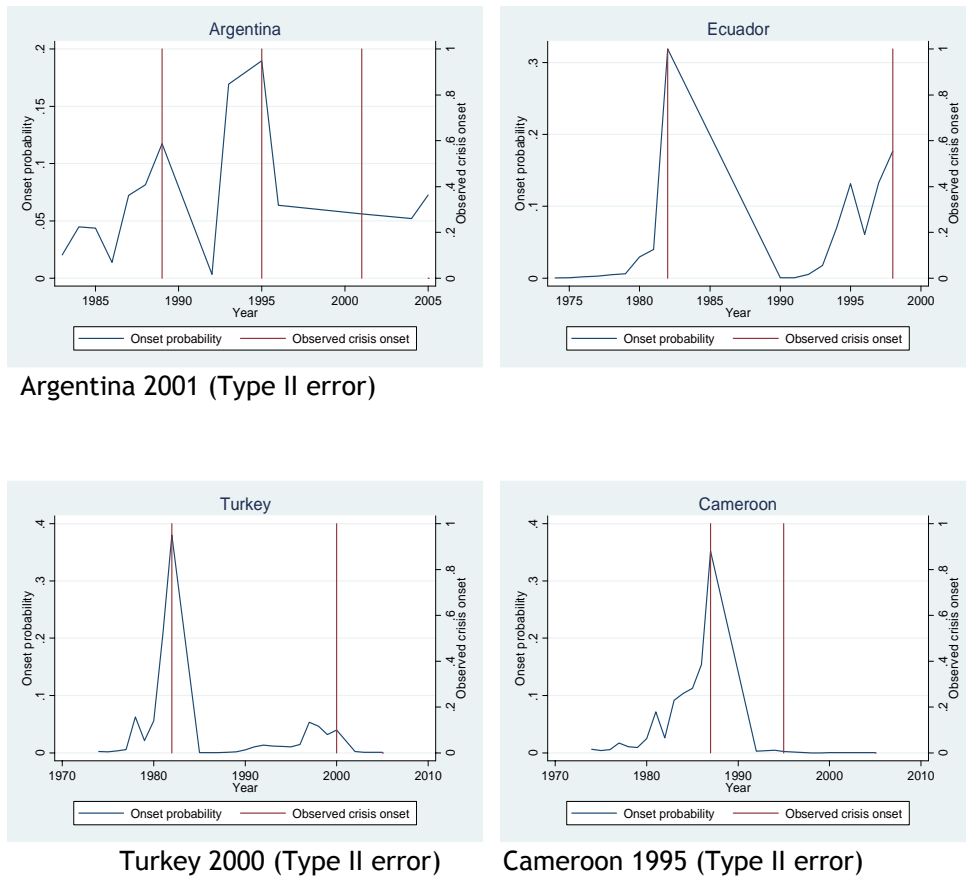 Argentina
Onset probability
0 .05 .1 .15 .2
Observed crisis onset
0 .2 .4 .6 .8 1
1985 1990 1995 2000 2005
Year
Onset probability Observed crisis onset
Ecuador
Onset probability
0 .1 .2 .3
Observed crisis onset
0 .2 .4 .6 .8 1
1975 1980 1985 1990 1995 2000
Year
Onset probability Observed crisis onset
Argentina 2001 (Type II error)
Turkey
Onset probability
0 .1 .2 .3 .4
Observed crisis onset
0 .2 .4 .6 .8 1
1970 1980 1990 2000 2010
Year
Onset probability Observed crisis onset
Cameroon
Onset probability
0 .1 .2 .3 .4
Observed crisis onset
0 .2 .4 .6 .8 1
1970 1980 1990 2000 2010
Year
Onset probability Observed crisis onset
Turkey 2000 (Type II error)
Cameroon 1995 (Type II error)